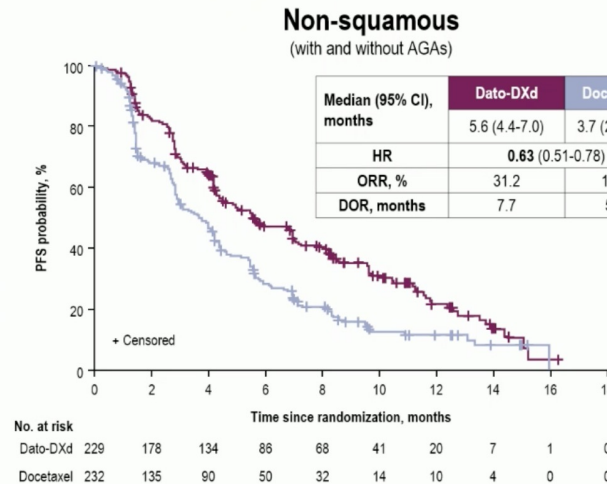 Non-squamous
(with and without AGAs)
Median (95% CI), months
Dato-DXd
Doc
5.6 (4.4-7.0)
3.7 (2
HR
0.63 (0.51-0.78)
ORR, %
31.2
1
DOR, months
7.7
PFS probability, %
100
80
60
40
20
0
+ Censored
0 2 4 6 8 10 12 14 16 1
Time since randomization, months
No. at risk
Dato-DXd 229 178 134 86 68 41 20 7 1
Docetaxel 232 135 90 50 32 14 10 4 0